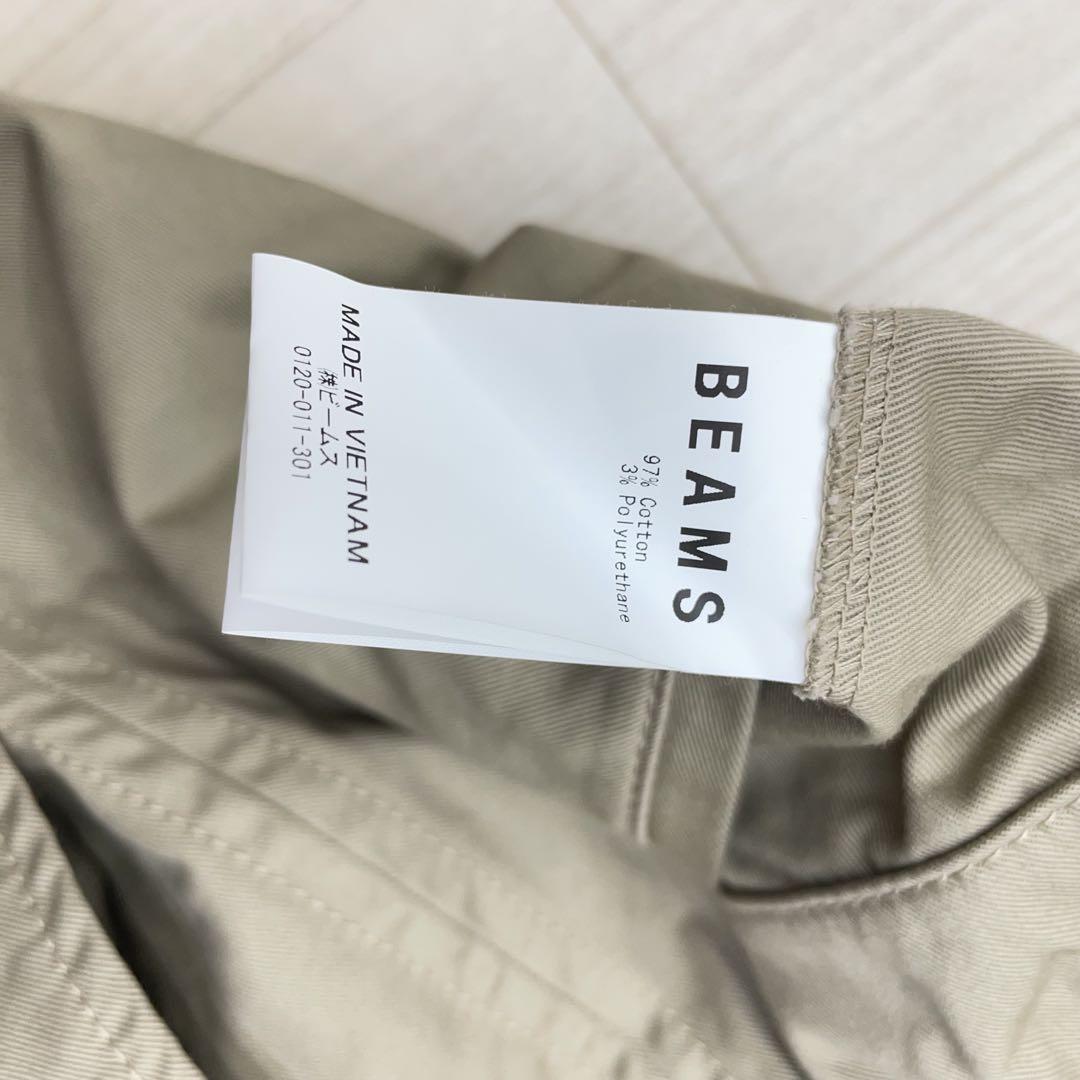 BEAMS
97% Cotton
3% Polyurethane
MADE IN VIETNAM
㈱ビームス
0120-011-301